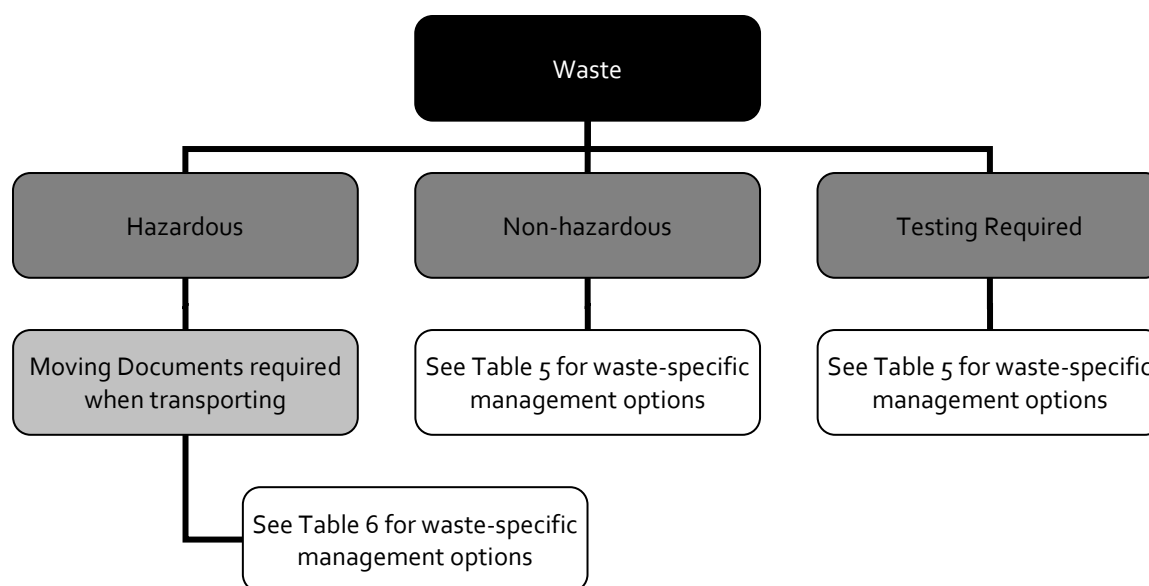 Waste
Hazardous
Non-hazardous
Testing Required
Moving Documents required
when transporting
See Table 5 for waste-specific
management options
See Table 5 for waste-specific
management options
See Table 6 for waste-specific
management options